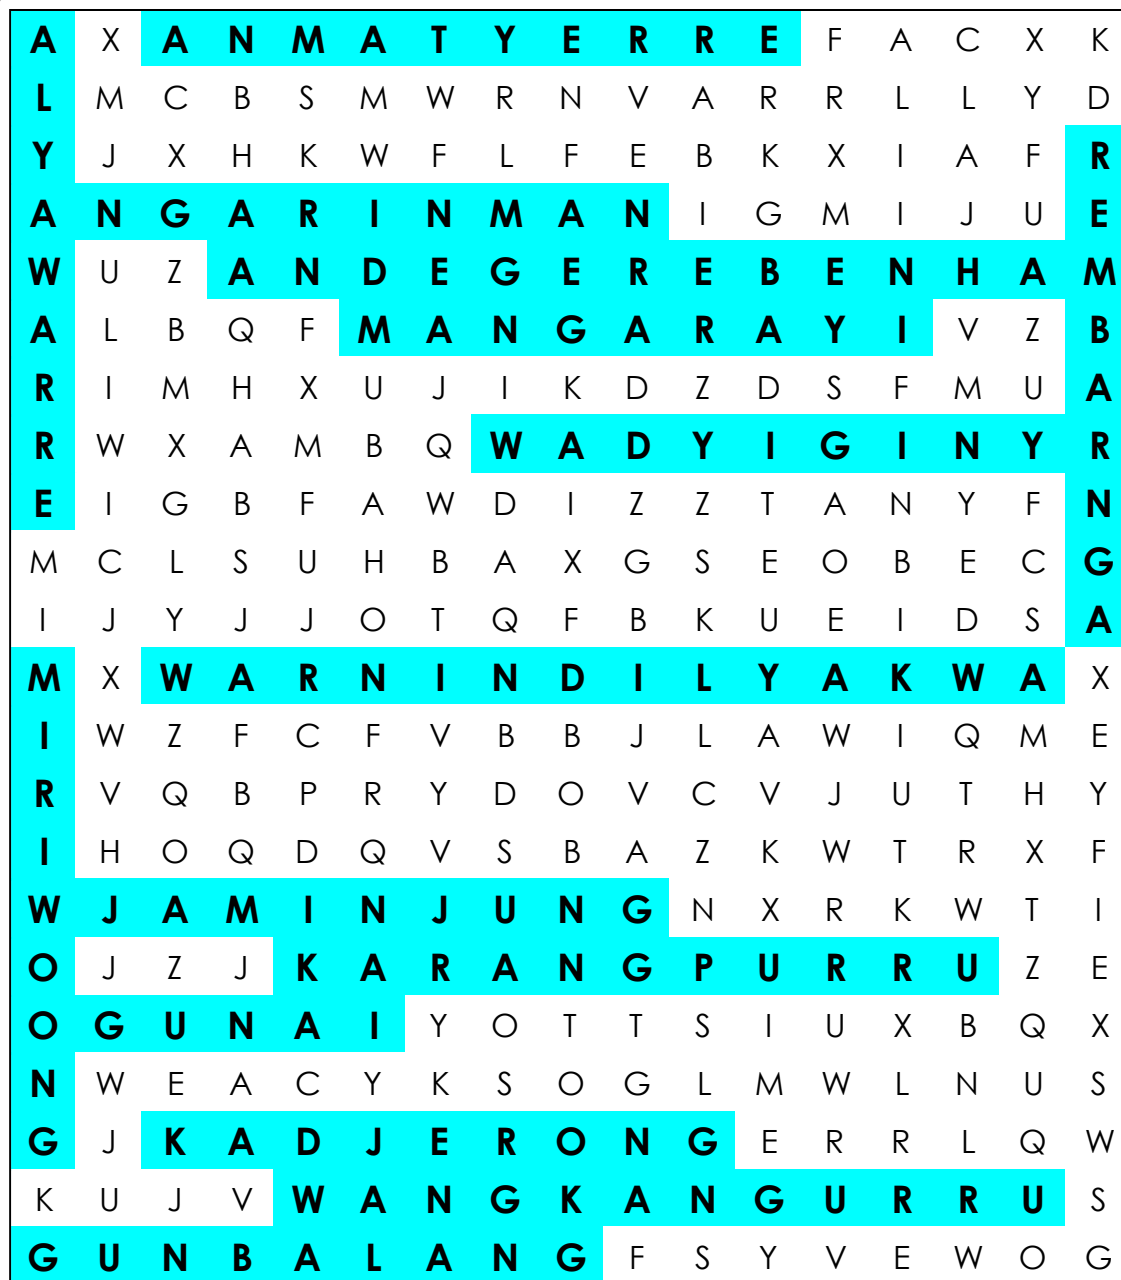 A X A N M A T Y E R R E F A C X K
L M C B S M W R N V A R R L L Y D
Y J X H K W F L F E B K X I A F R
A N G A R I N M A N I G M I J U E
W U Z A N D E G E R E B E N H A M
A L B Q F M A N G A R A Y I V Z B
R I M H X U J I K D Z D S F M U A
R W X A M B Q W A D Y I G I N Y R
E I G B F A W D I Z Z T A N Y F N
M C L S U H B A X G S E O B E C G
I J Y J J O T Q F B K U E I D S A
M X W A R N I N D I L Y A K W A X
I W Z F C F V B B J L A W I Q M E
R V Q B P R Y D O V C V J U T H Y
I H O Q D Q V S B A Z K W T R X F
W J A M I N J U N G N X R K W T I
O J Z J K A R A N G P U R R U Z E
O G U N A I Y O T T S I U X B Q X
N W E A C Y K S O G L M W L N U S
G J K A D J E R O N G E R R L Q W
K U J V W A N G K A N G U R R U S
G U N B A L A N G F S Y V E W O G